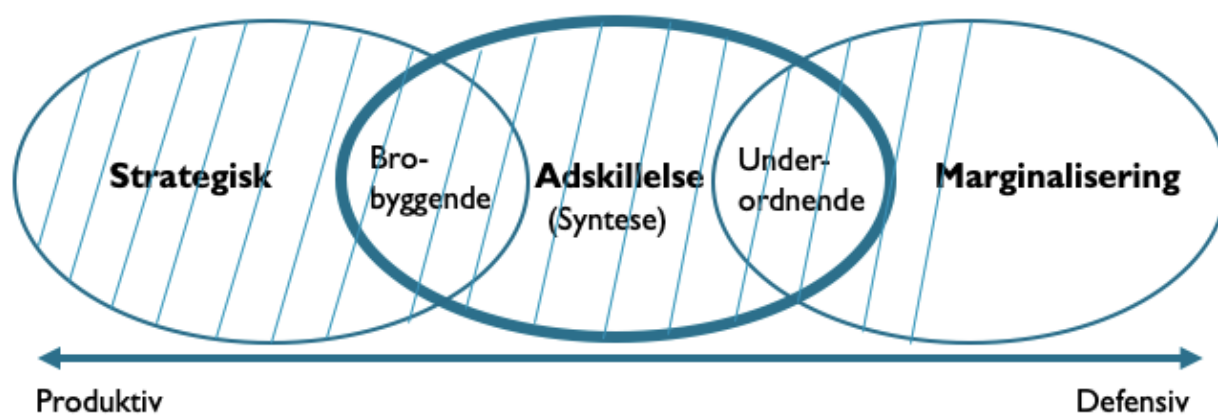 Strategisk
Bro-
byggende
Adskillelse
(Syntese)
Under-
ordnende
Marginalisering
Produktiv
Defensiv